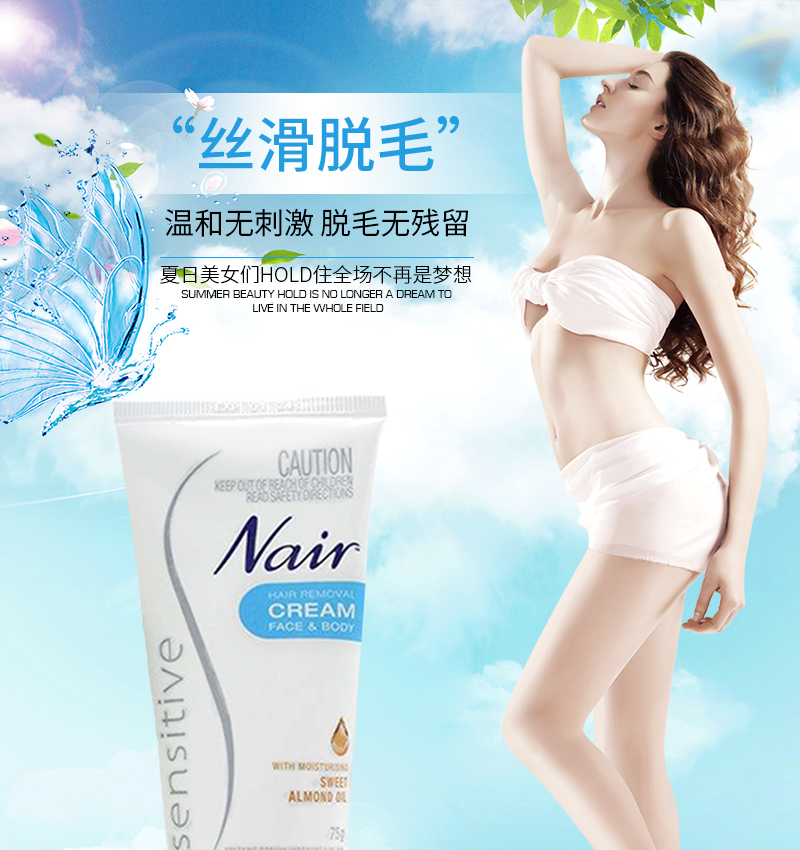 “丝滑脱毛”
温和无刺激 脱毛无残留
夏日美女们HOLD住全场不再是梦想
SUMMER BEAUTY HOLD IS NO LONGER A DREAM TO
LIVE IN THE WHOLE FIELD
CAUTION
KEEP OUT OF REACH OF CHILDREN
READ SAFETY DIRECTIONS
Nair
HAIR REMOVAL
CREAM
FACE & BODY
sensitive
WITH MOISTURISING
SWEET
ALMOND OIL
75g